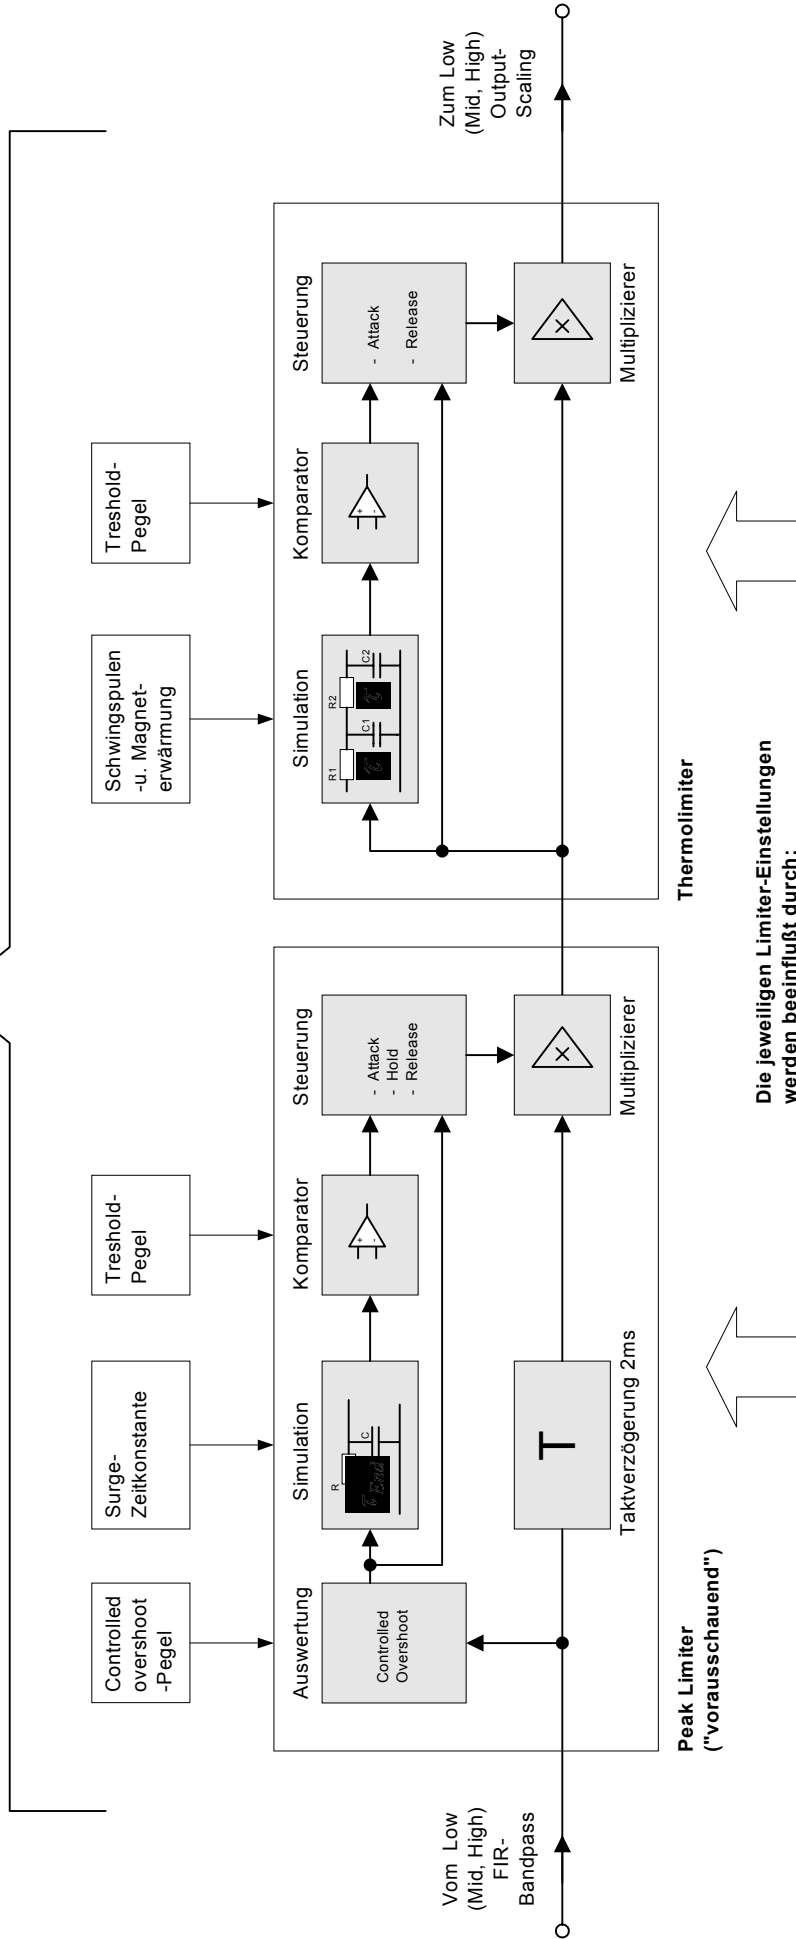 Controlled
overshoot
-Pegel
Surge-
Zeitkonstante
Treshold-
Pegel
Schwingspulen
-u. Magnet-
erwärmung
Treshold-
Pegel
Auswertung
Controlled
Overshoot
Simulation
R
C
τ End
Komparator
+
-
Steuerung
- Attack
- Hold
- Release
T
Taktverzögerung 2ms
×
Multiplizierer
Peak Limiter
("vorausschauend")
Simulation
R1
C1
τ
R2
C2
τ
Komparator
+
-
Steuerung
- Attack
- Release
×
Multiplizierer
Thermolimiter
Vom Low
(Mid, High)
FIR-
Bandpass
Zum Low
(Mid, High)
Output-
Scaling
Die jeweiligen Limiter-Einstellungen
werden beeinflußt durch: